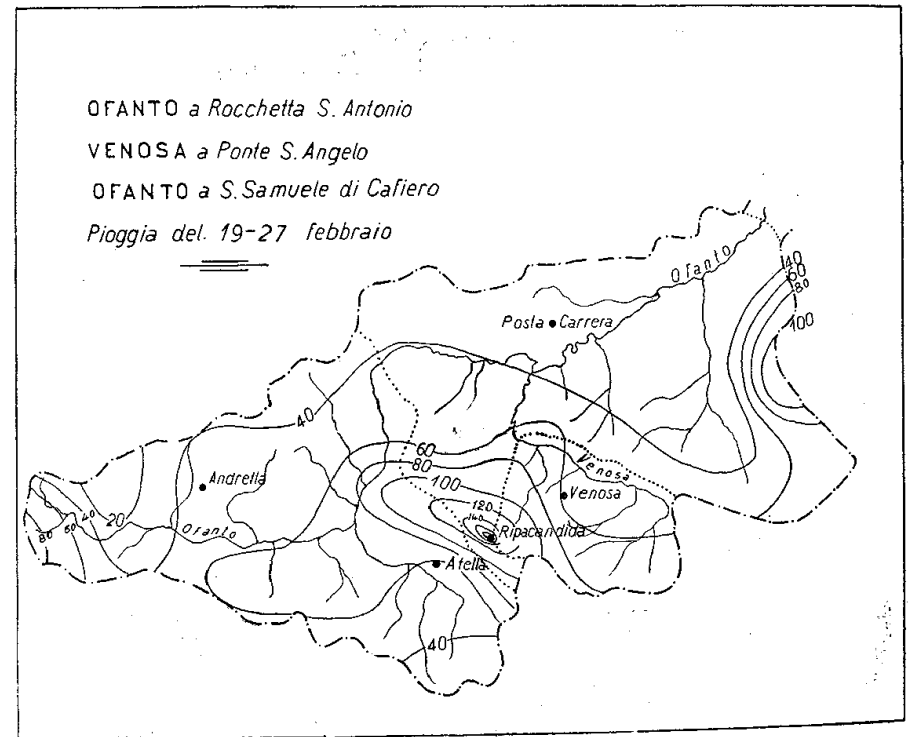 OFANTO a Rocchetta S. Antonio
VENOSA a Ponte S. Angelo
OFANTO a S. Samuele di Cafiero
Pioggia del. 19-27 febbraio
Ofanto
40
60
80
100
Posta Carrera
40
60
80
100
120
140
Venosa
Venosa
Ripacandida
Andretta
Atella
Ofanto
20
40
60
80
40